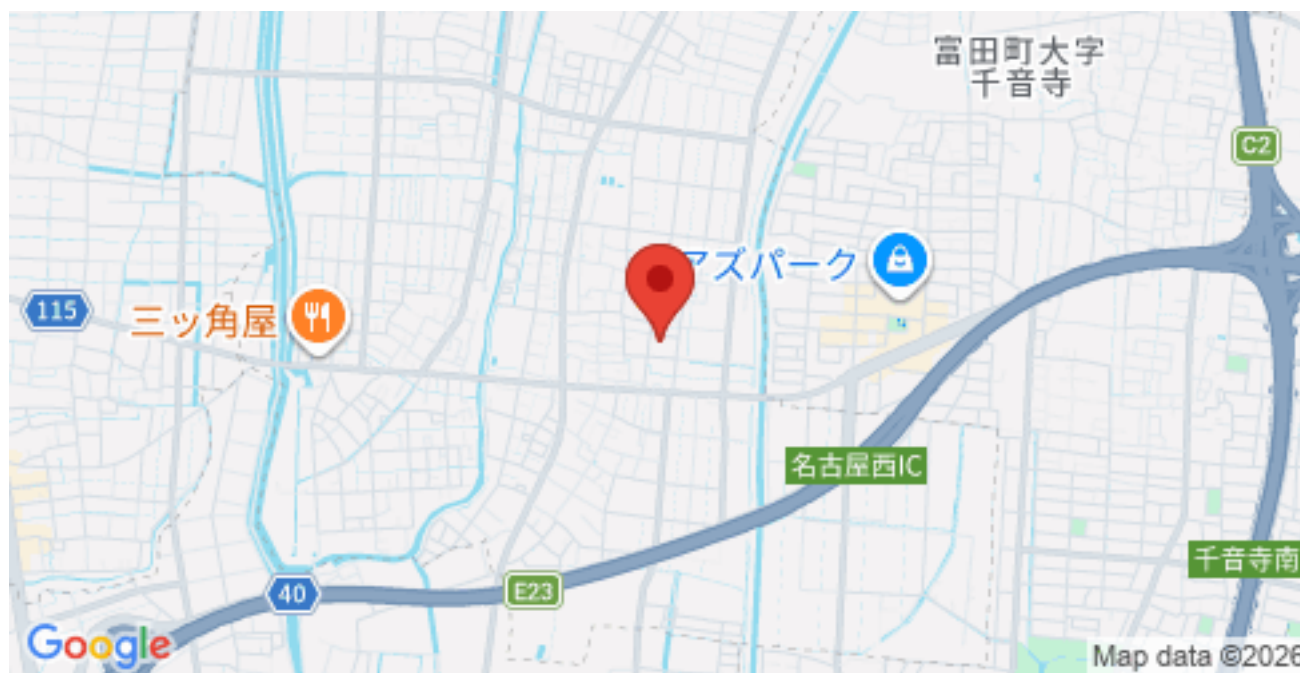 富田町大字
千音寺
C2
アズパーク
115
三ッ角屋
名古屋西IC
千音寺南
E23
40
Google
Map data ©2026